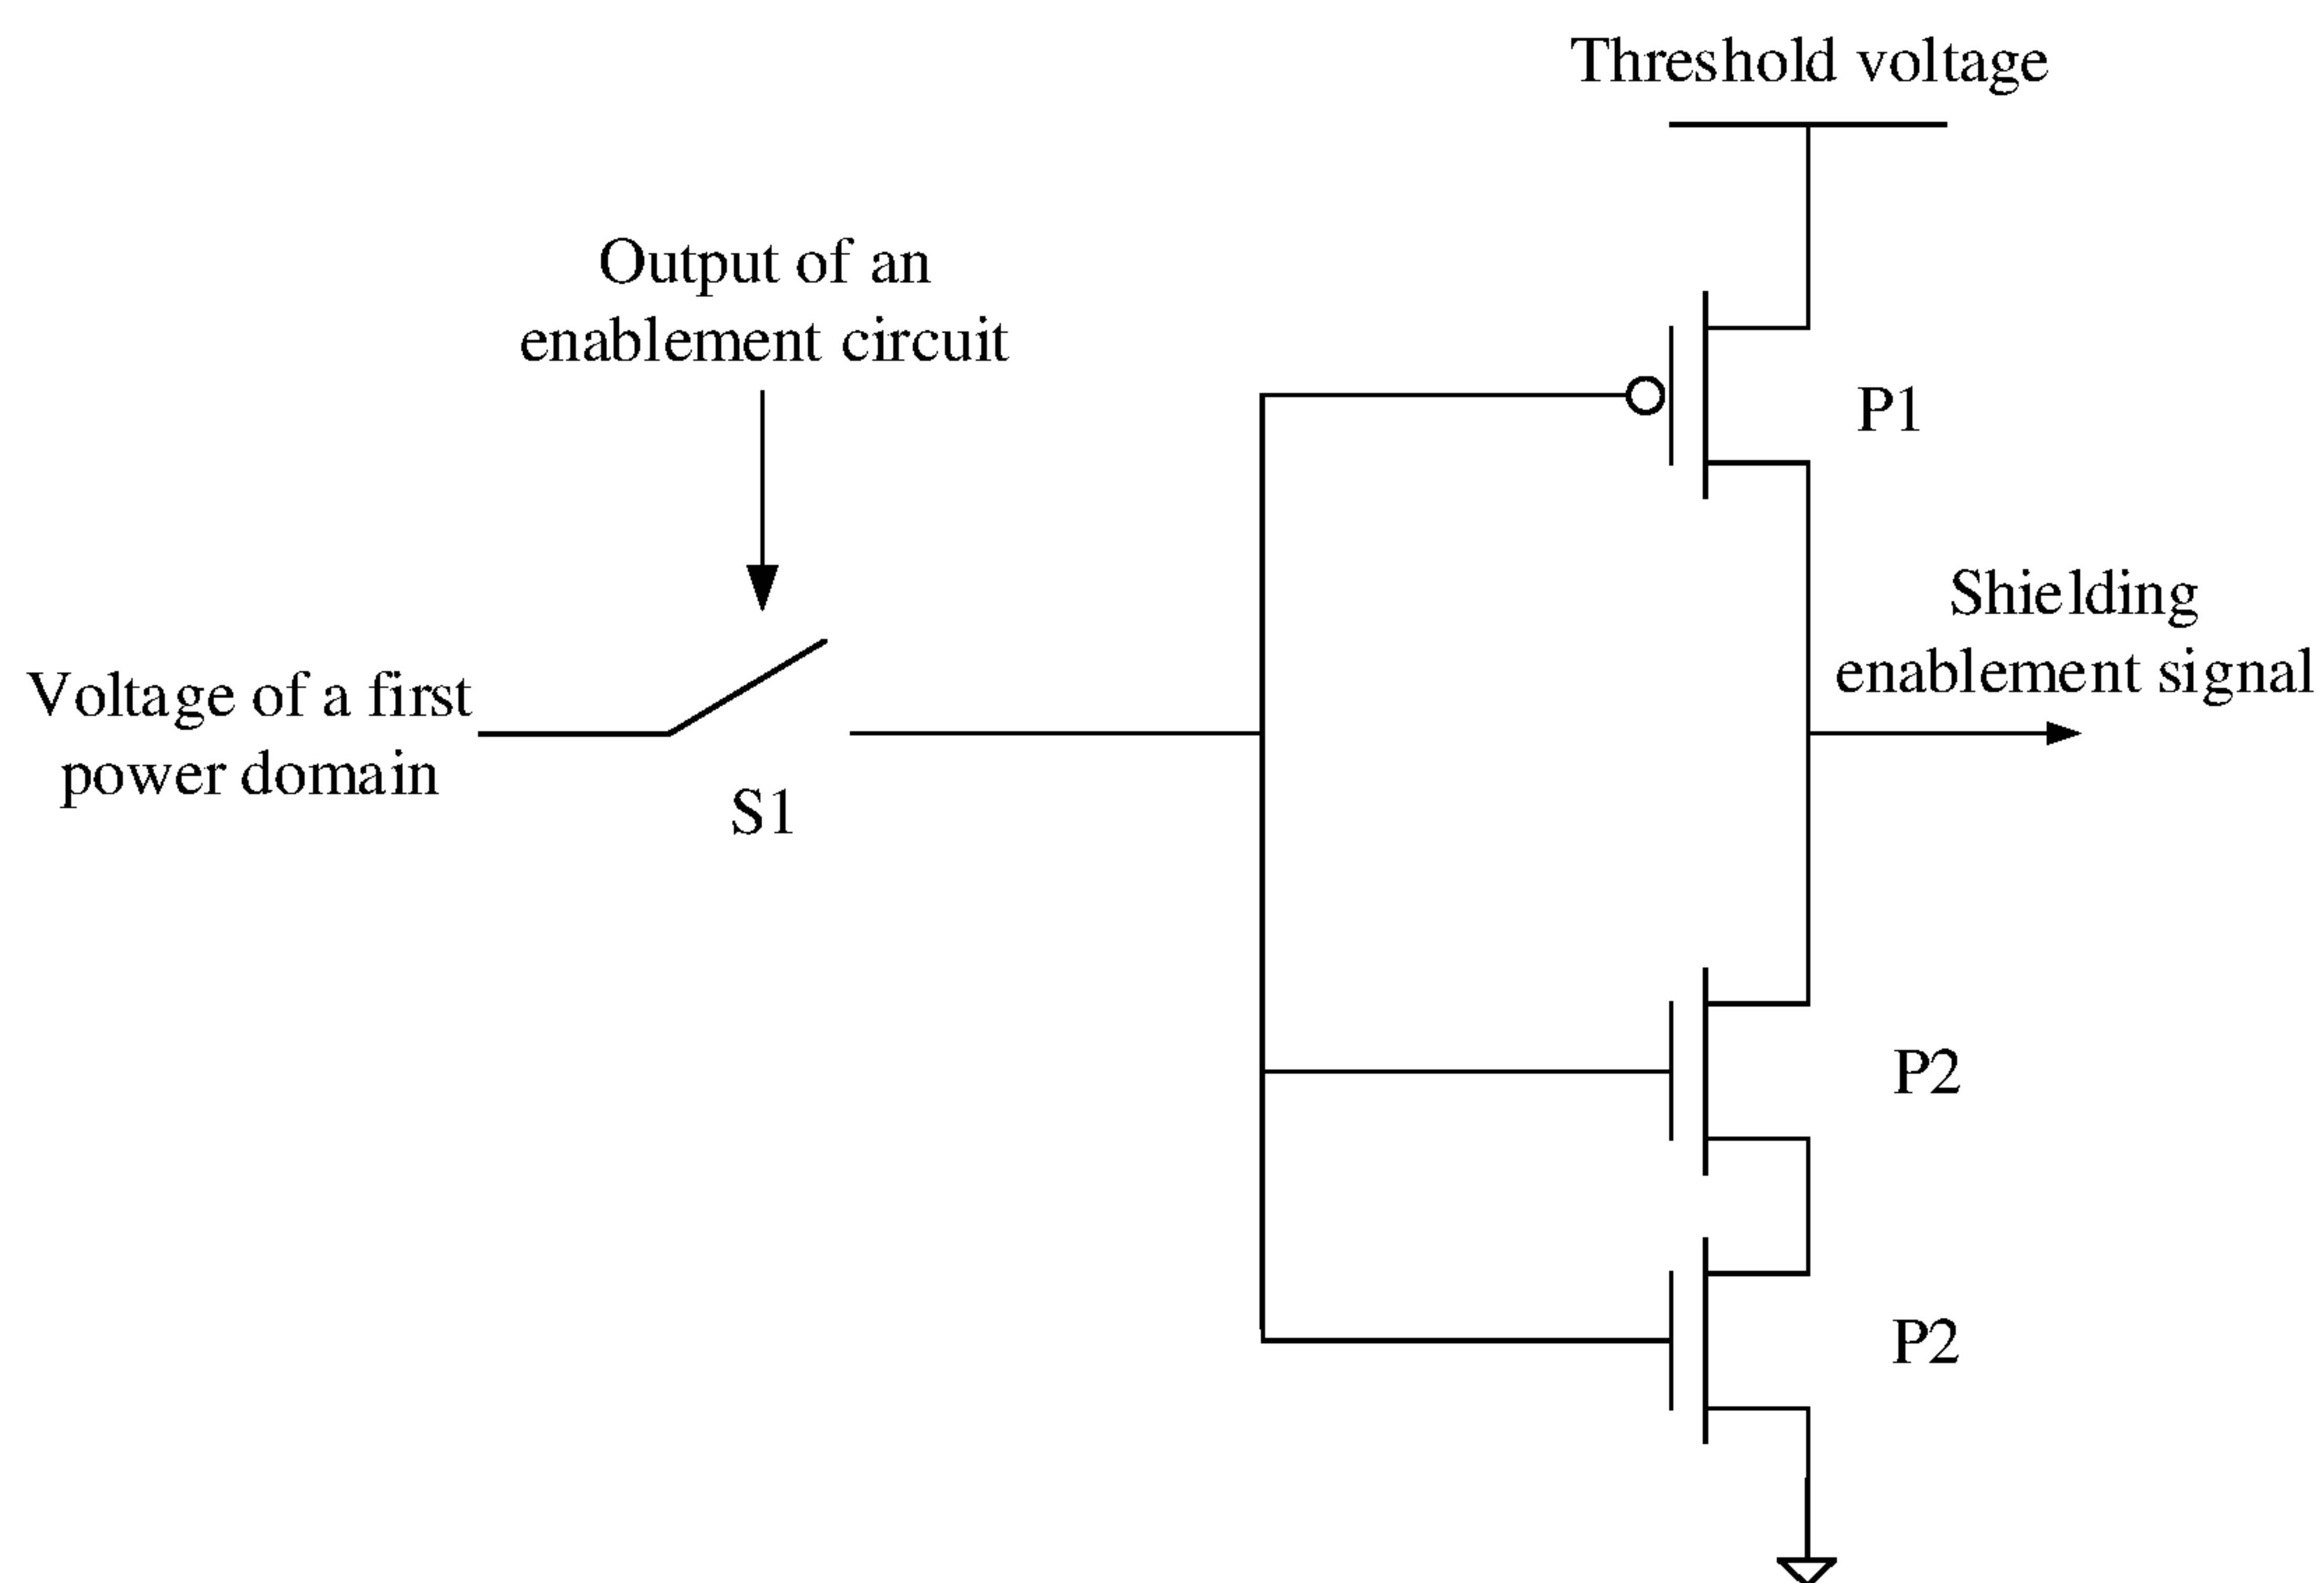 Threshold voltage
Output of an
enablement circuit
P1
Shielding
enablement signal
Voltage of a first
power domain
S1
P2
P2